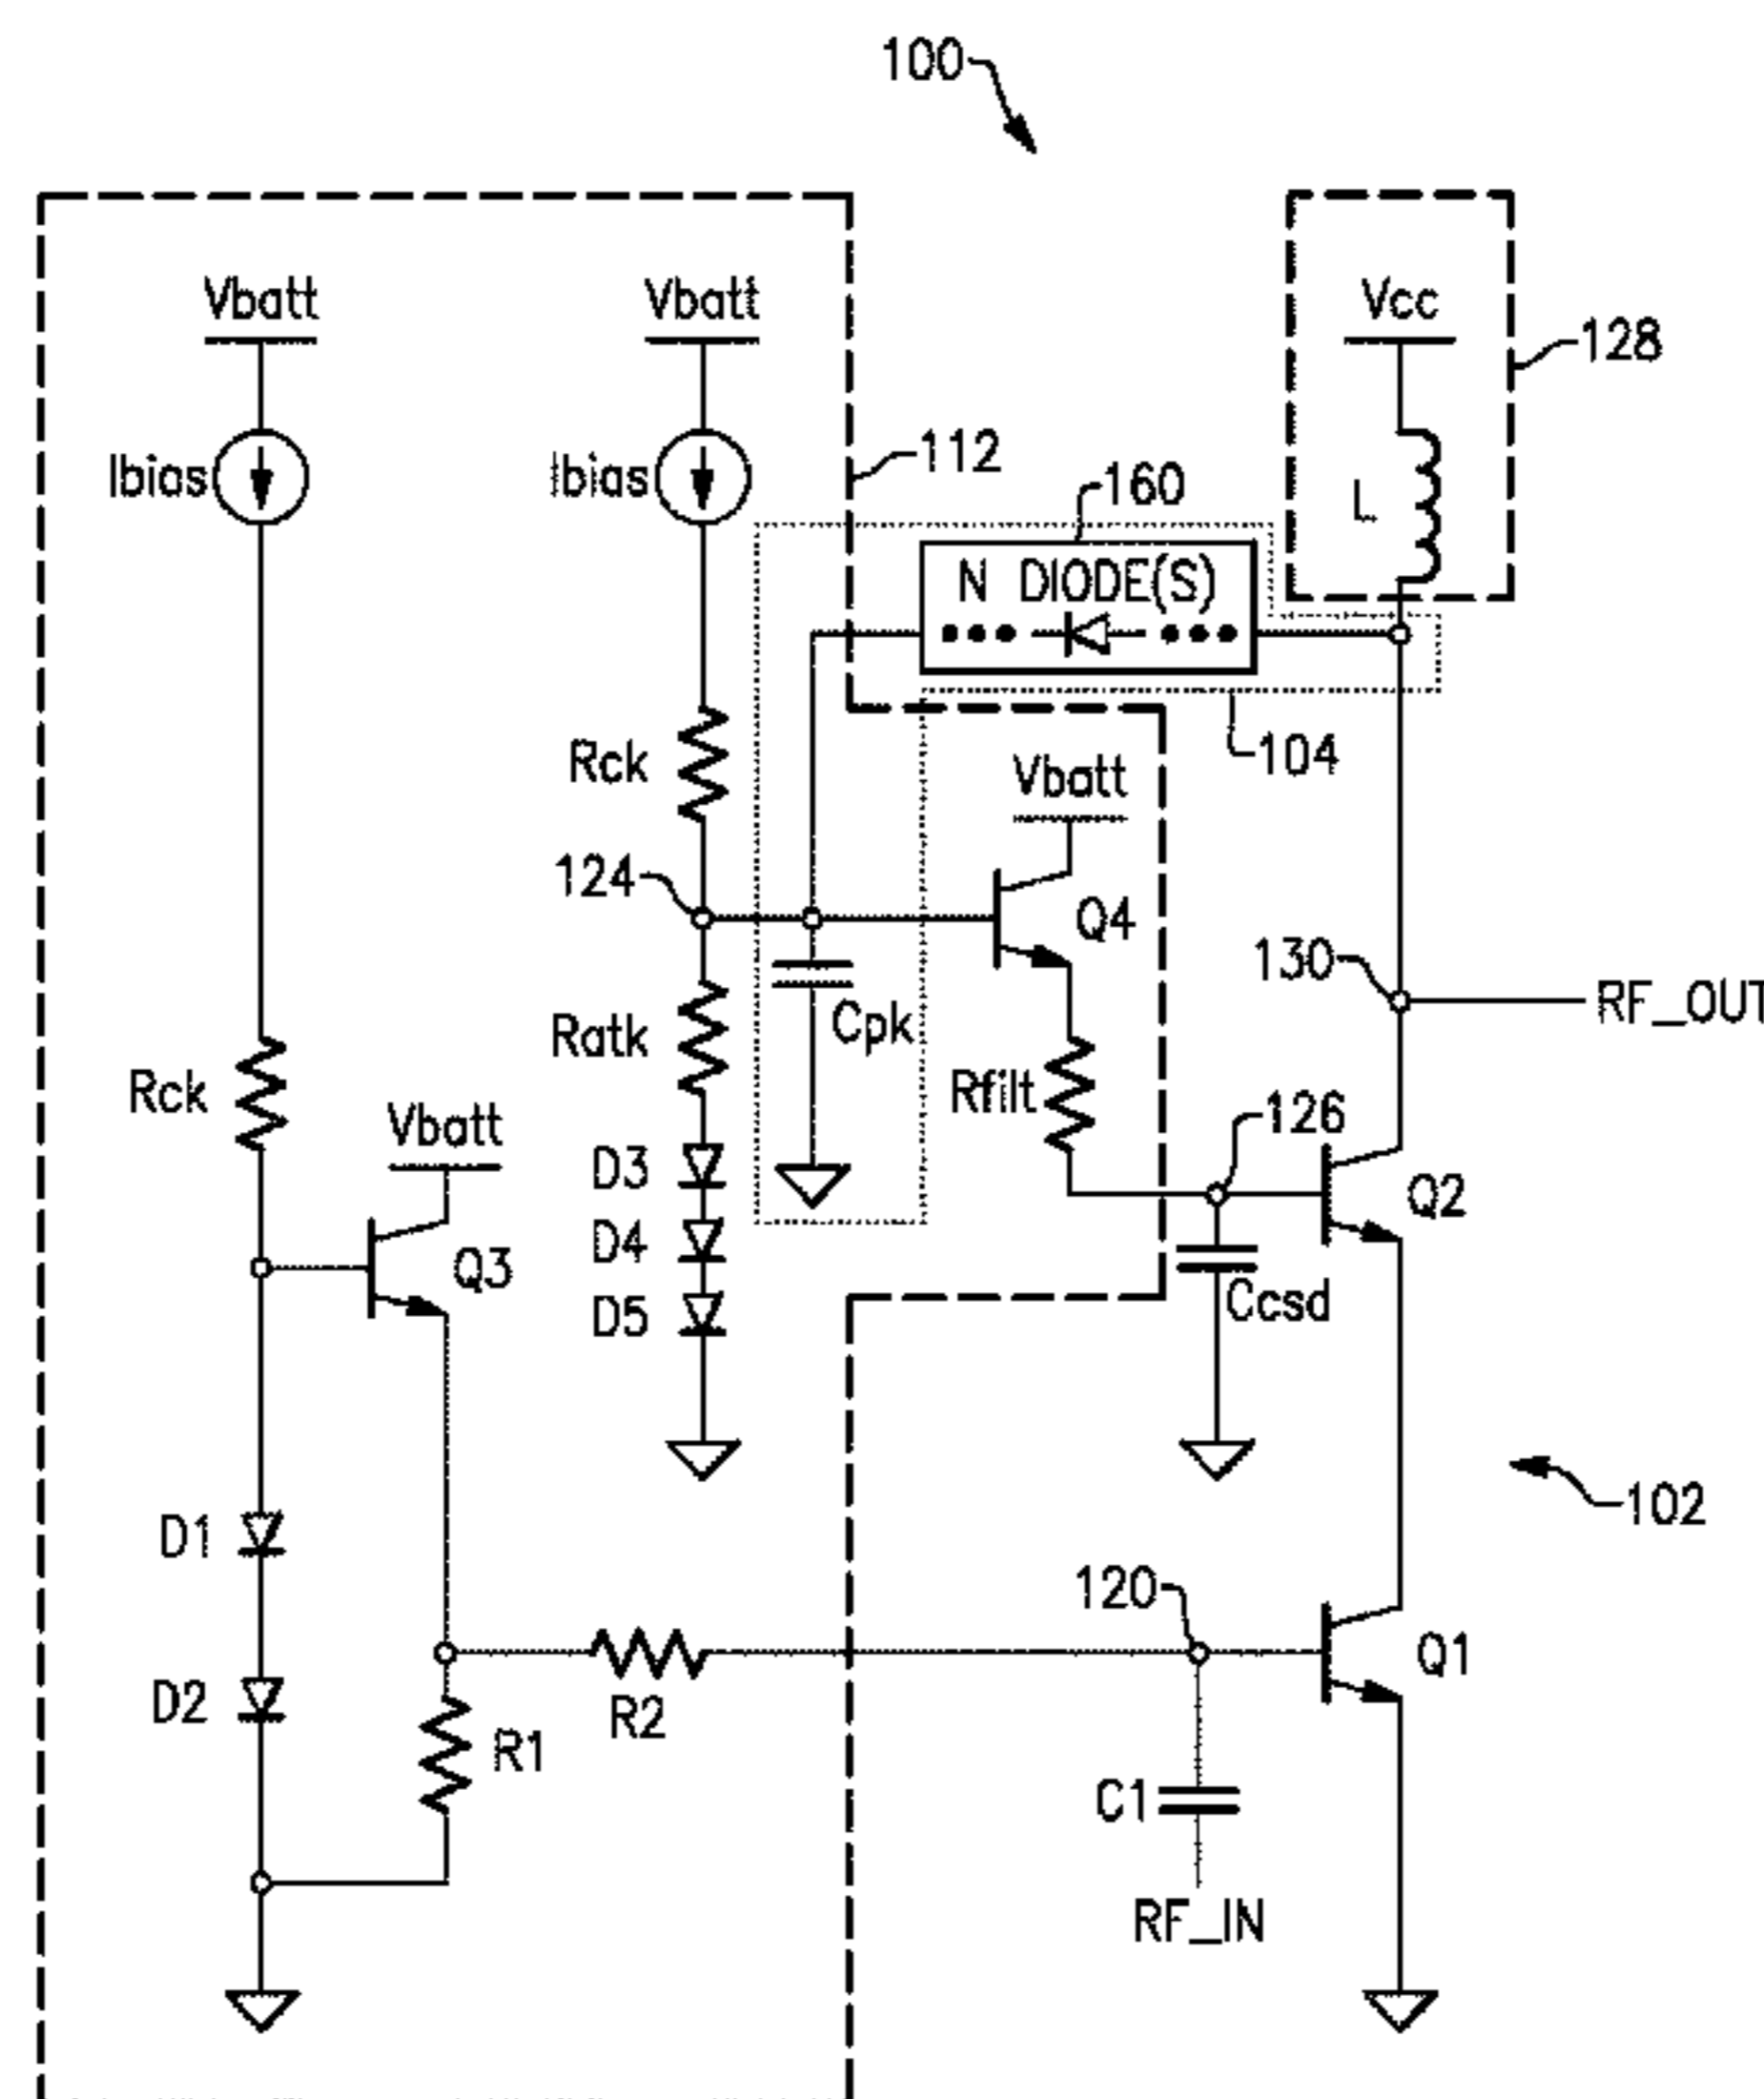 100
Vbatt
Vbatt
Vcc
128
Ibias
Ibias
112
160
L
N DIODE(S)
Rck
104
Vbatt
124
Q4
130
RF_OUT
Ratk
Cpk
Rck
Vbatt
Rfilt
126
D3
Q2
D4
Q3
D5
Ccsd
102
D1
120
Q1
D2
R2
R1
C1
RF_IN